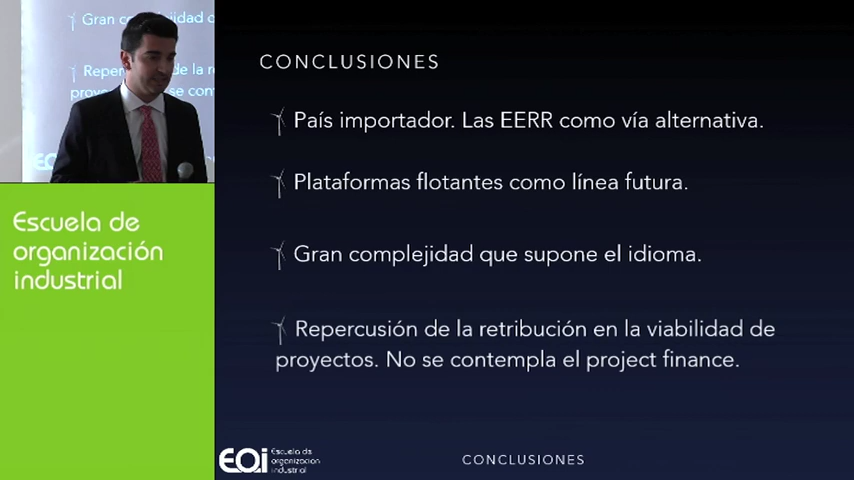 Gran complejidad
Repercusión de la r
proye
se cont
EOi
Escuela de
organización
industrial
CONCLUSIONES
País importador. Las EERR como vía alternativa.
Plataformas flotantes como línea futura.
Gran complejidad que supone el idioma.
Repercusión de la retribución en la viabilidad de
proyectos. No se contempla el project finance.
EOi Escuela de
organización
industrial
CONCLUSIONES